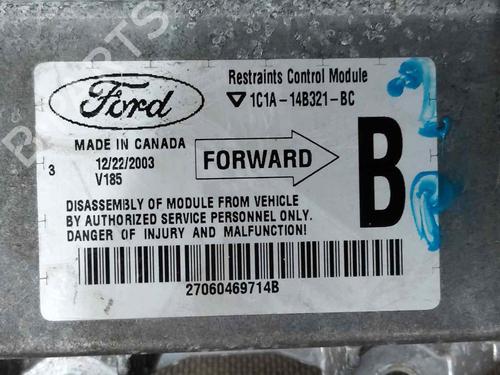 Ford
Restraints Control Module
1C1A-14B321-BC
MADE IN CANADA
3
12/22/2003
V185
FORWARD
B
DISASSEMBLY OF MODULE FROM VEHICLE
BY AUTHORIZED SERVICE PERSONNEL ONLY.
DANGER OF INJURY AND MALFUNCTION!
27060469714B